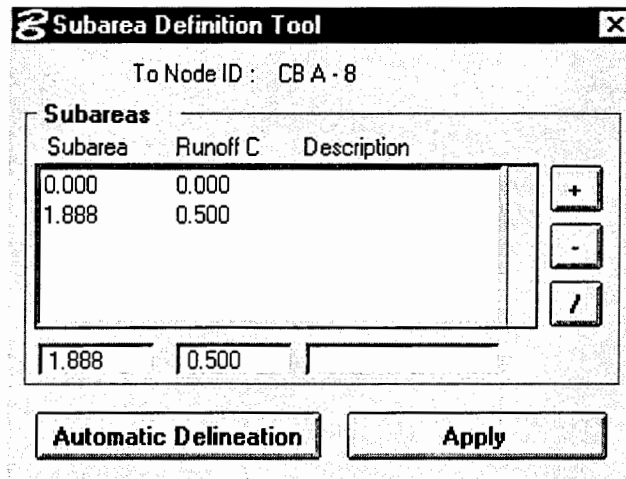 Subarea Definition Tool X
To Node ID : CB A - 8
Subareas
Subarea Runoff C Description
0.000 0.000
1.888 0.500
+
-
/
1.888 0.500
Automatic Delineation Apply